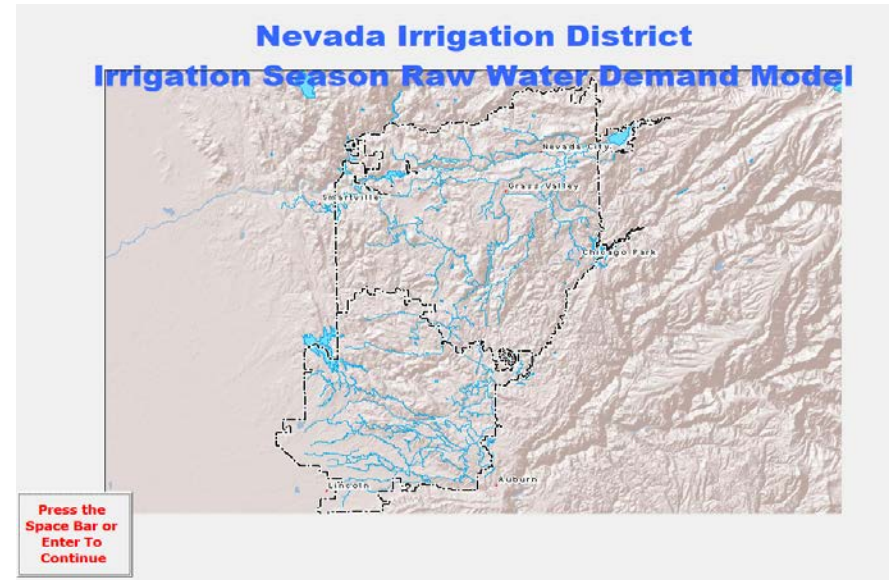 Nevada Irrigation District
Irrigation Season Raw Water Demand Model
Nevada City
Grass Valley
Smartville
Chicago Park
Lincoln
Auburn
Press the
Space Bar or
Enter To
Continue